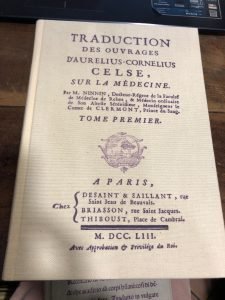 TRADUCTION
DES OUVRAGES
D'AURELIUS-CORNELIUS
CELSE,
SUR LA MÉDECINE.
Par M. NINNIN, Docteur-Régent de la Faculté
de Médecine de Reims, & Médecin ordinaire
de Son Altesse Sérénissime, Monseigneur le
Comte de CLERMONT, Prince du Sang.
TOME PREMIER.
A PARIS,
Chez
DESAINT & SAILLANT, rue
Saint Jean de Beauvais.
BRIASSON, rue Saint Jacques.
THIBOUST, Place de Cambrai.
M. DCC. LIII.
Avec Approbation & Privilége du Roi.